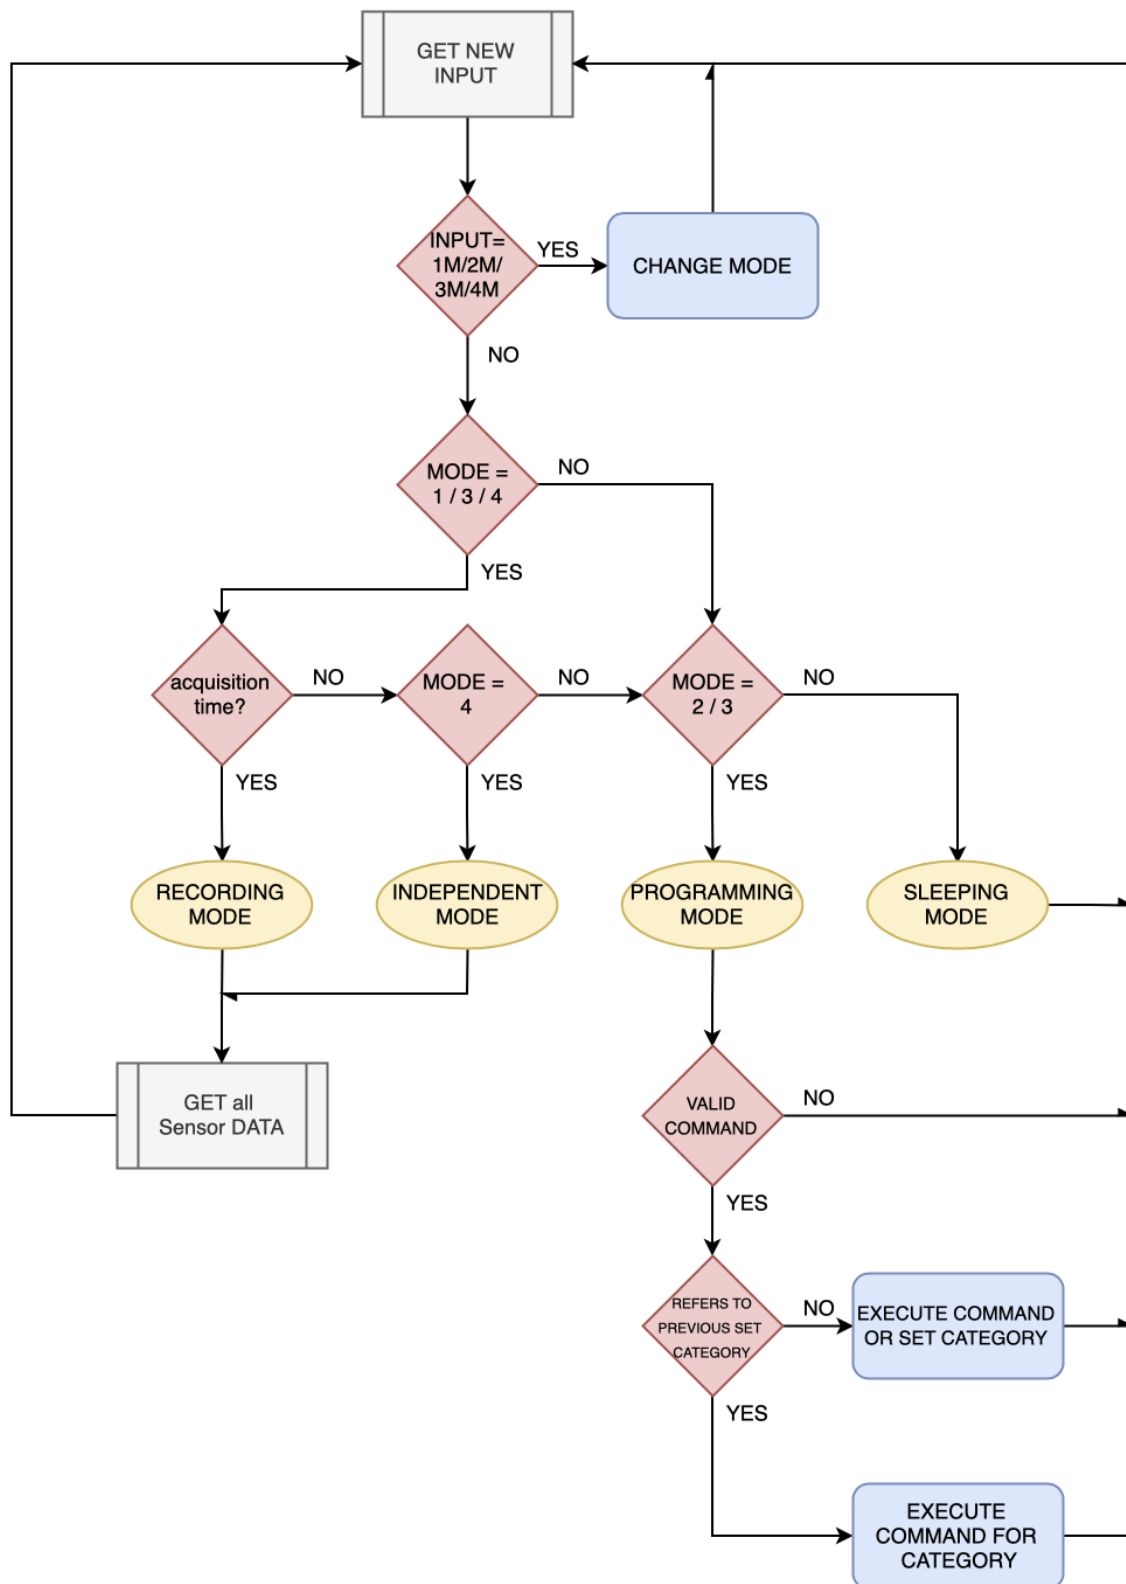 GET NEW
INPUT
INPUT=
1M/2M/
3M/4M
YES
CHANGE MODE
NO
MODE =
1 / 3 / 4
NO
YES
acquisition
time?
NO
MODE =
4
NO
MODE =
2 / 3
NO
YES
YES
YES
RECORDING
MODE
INDEPENDENT
MODE
PROGRAMMING
MODE
SLEEPING
MODE
GET all
Sensor DATA
VALID
COMMAND
NO
YES
REFERS TO
PREVIOUS SET
CATEGORY
NO
EXECUTE COMMAND
OR SET CATEGORY
YES
EXECUTE
COMMAND FOR
CATEGORY